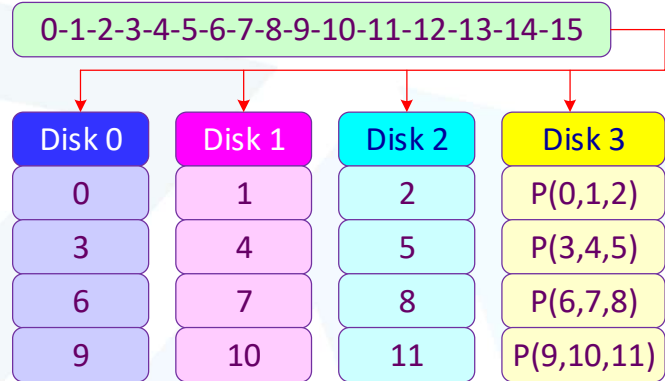 0-1-2-3-4-5-6-7-8-9-10-11-12-13-14-15
Disk 0 Disk 1 Disk 2 Disk 3
0 1 2 P(0,1,2)
3 4 5 P(3,4,5)
6 7 8 P(6,7,8)
9 10 11 P(9,10,11)